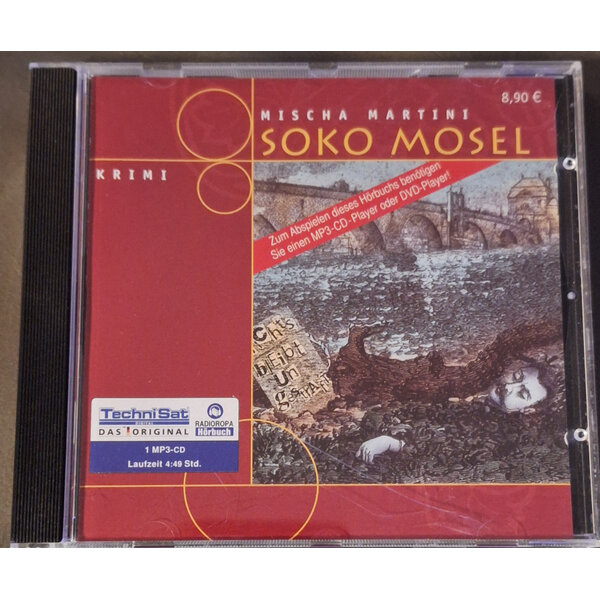 8,90 €
MISCHA MARTINI
SOKO MOSEL
KRIMI
Zum Abspielen dieses Hörbuchs benötigen
Sie einen MP3-CD-Player oder DVD-Player!
TechniSat
DIGITAL
DAS ORIGINAL
RADIOROPA
Hörbuch
1 MP3-CD
Laufzeit 4:49 Std.